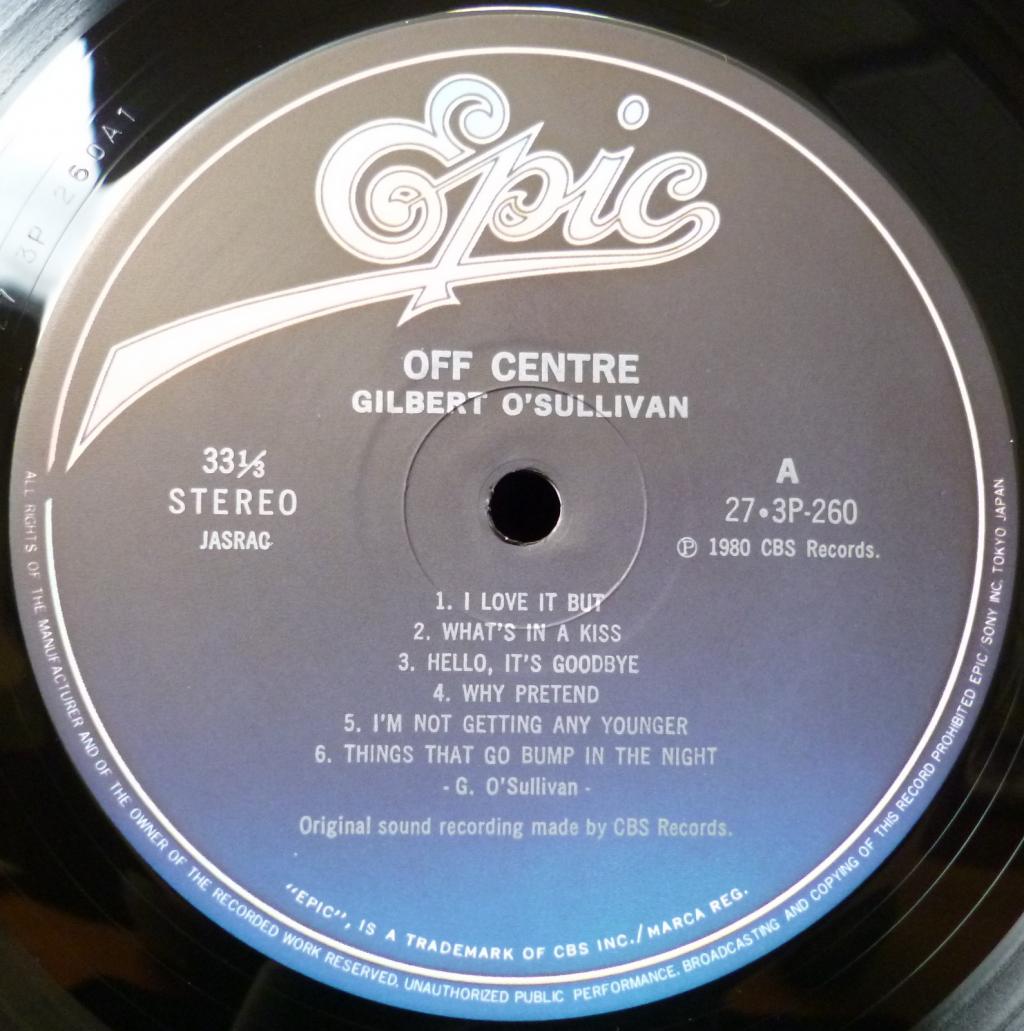 Epic
OFF CENTRE
GILBERT O'SULLIVAN
33⅓
STEREO
JASRAC
A
27•3P-260
Ⓟ 1980 CBS Records.
1. I LOVE IT BUT
2. WHAT'S IN A KISS
3. HELLO, IT'S GOODBYE
4. WHY PRETEND
5. I'M NOT GETTING ANY YOUNGER
6. THINGS THAT GO BUMP IN THE NIGHT
- G. O'Sullivan -
Original sound recording made by CBS Records.
"EPIC", IS A TRADEMARK OF CBS INC./MARCA REG.
ALL RIGHTS OF THE MANUFACTURER AND OF THE OWNER OF THE RECORDED WORK RESERVED. UNAUTHORIZED PUBLIC PERFORMANCE. BROADCASTING AND COPYING OF THIS RECORD PROHIBITED EPIC/SONY INC. TOKYO JAPAN
3P 260A1